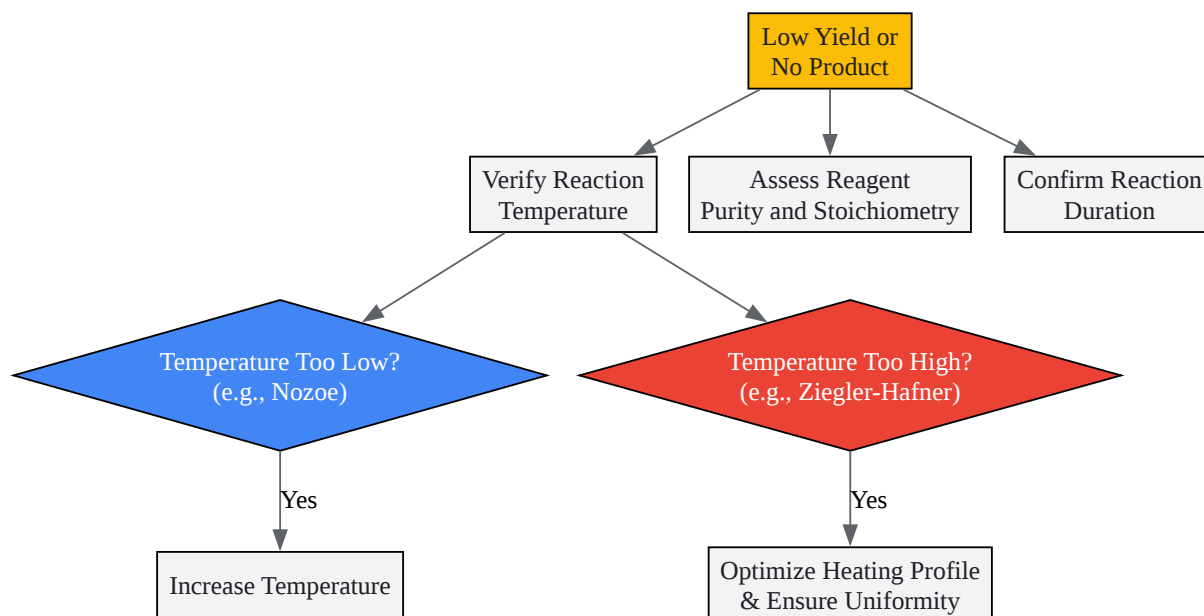 Low Yield or
No Product
Verify Reaction
Temperature
Assess Reagent
Purity and Stoichiometry
Confirm Reaction
Duration
Temperature Too Low?
(e.g., Nozoe)
Temperature Too High?
(e.g., Ziegler-Hafner)
Yes
Yes
Increase Temperature
Optimize Heating Profile
& Ensure Uniformity